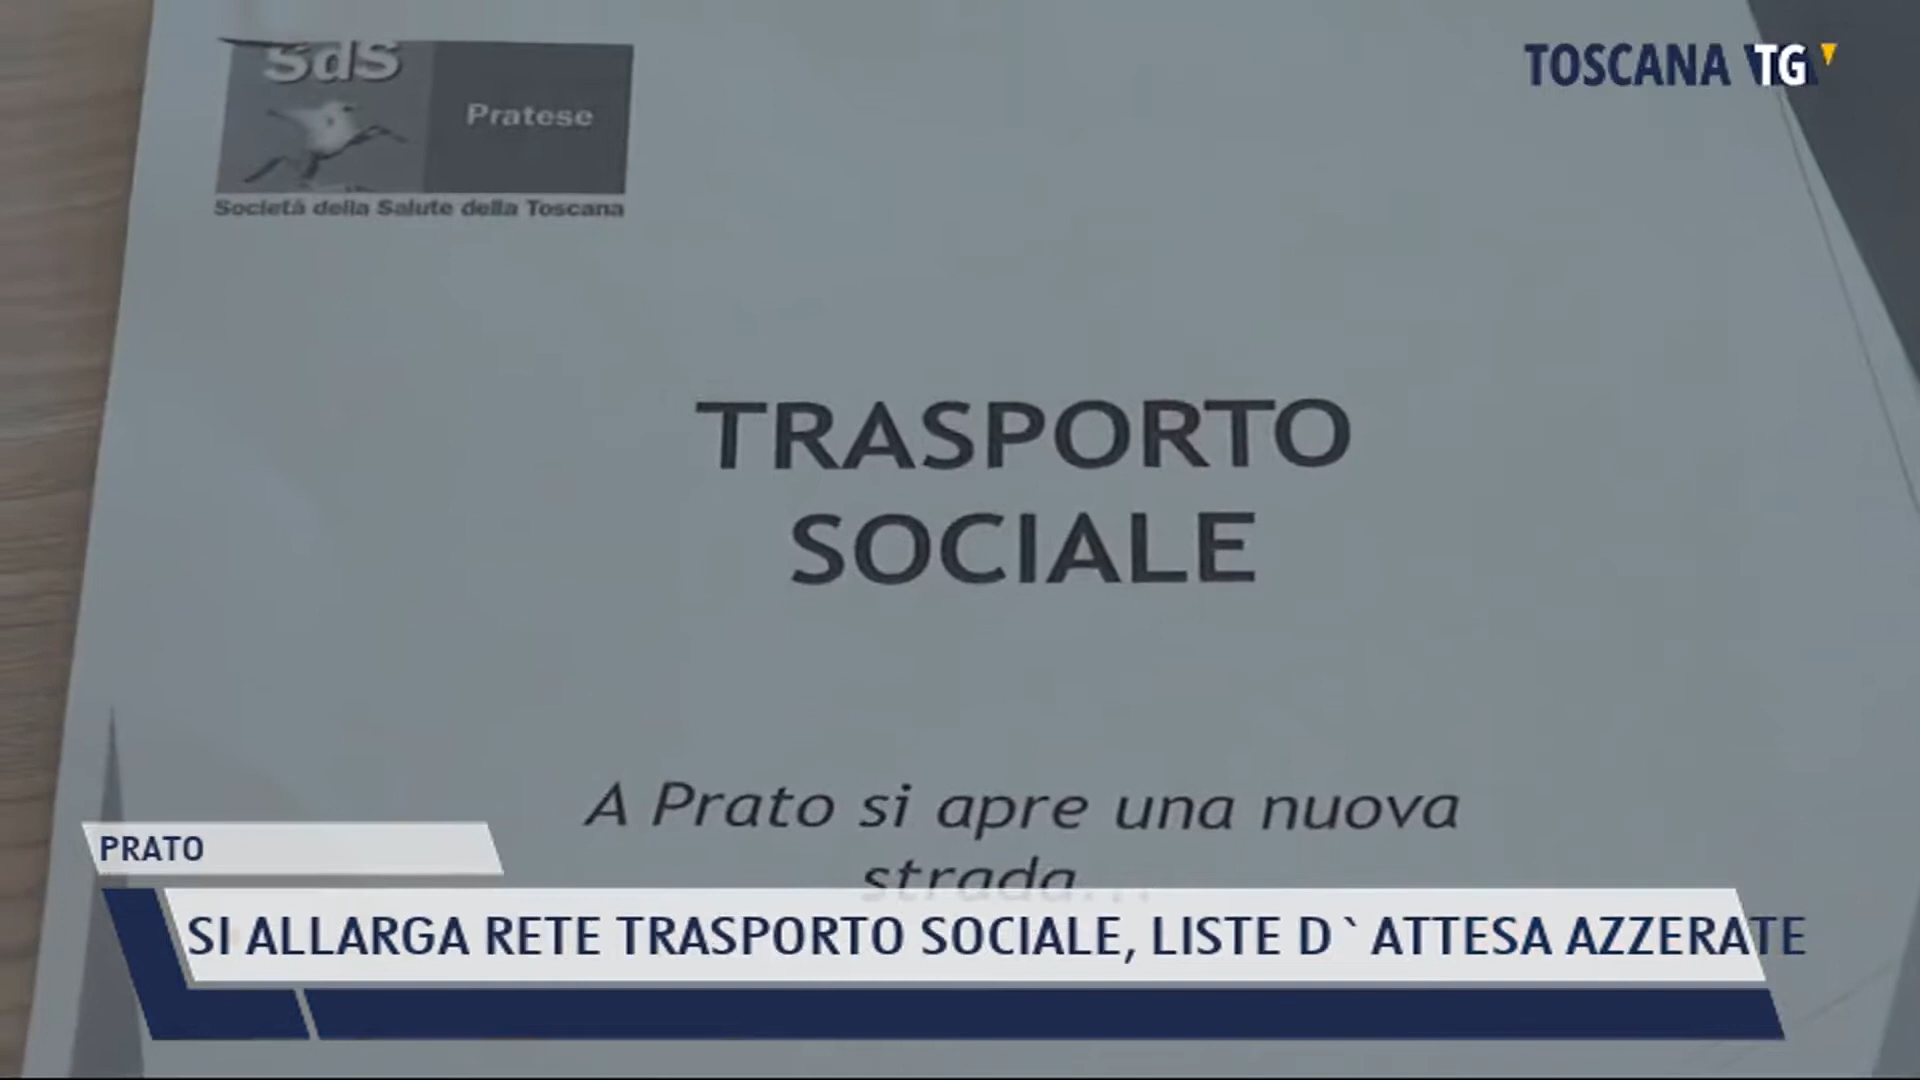 SdS
Pratese
Società della Salute della Toscana
TOSCANA TG
TRASPORTO
SOCIALE
A Prato si apre una nuova
strada...
PRATO
SI ALLARGA RETE TRASPORTO SOCIALE, LISTE D`ATTESA AZZERATE